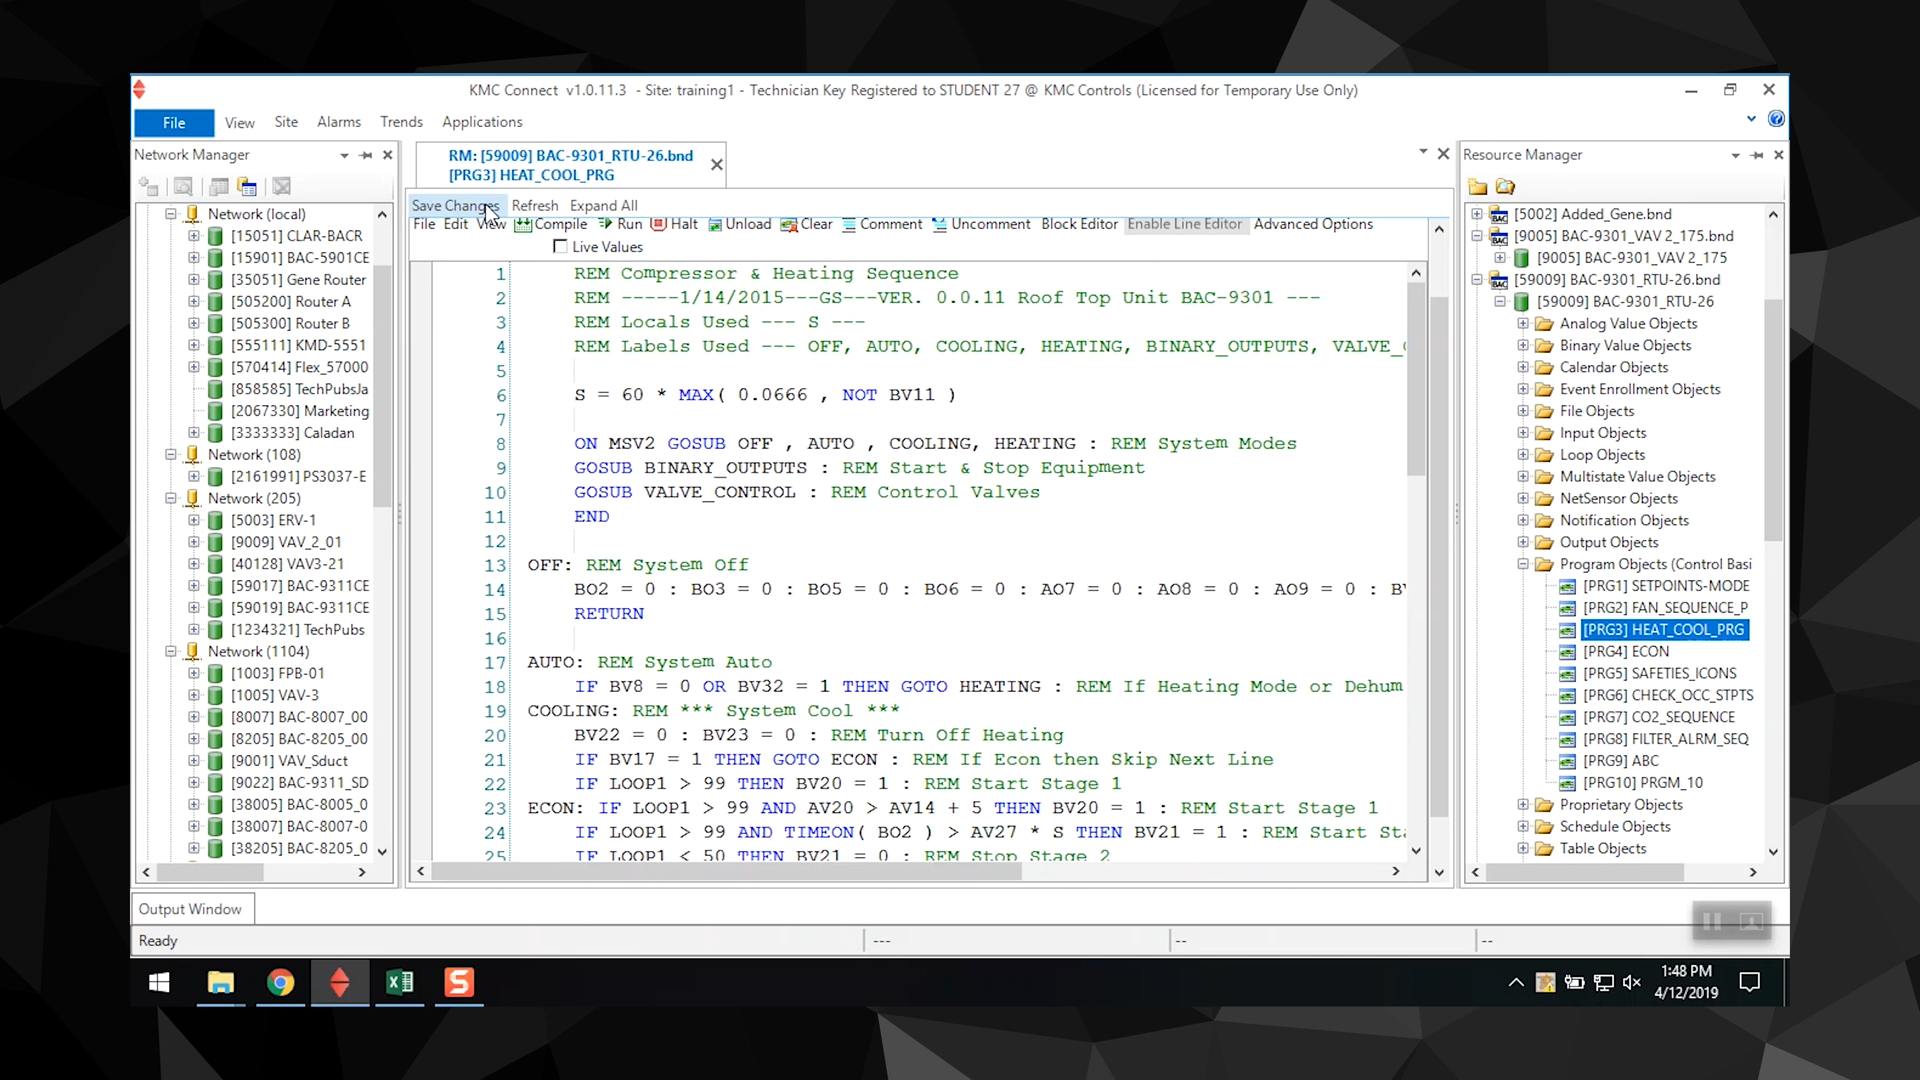 KMC Connect v1.0.11.3 - Site: training1 - Technician Key Registered to STUDENT 27 @ KMC Controls (Licensed for Temporary Use Only)
File View Site Alarms Trends Applications
Network Manager
Network (local)
[15051] CLAR-BACR
[15901] BAC-5901CE
[35051] Gene Router
[505200] Router A
[505300] Router B
[555111] KMD-5551
[570414] Flex_57000
[858585] TechPubsJa
[2067330] Marketing
[3333333] Caladan
Network (108)
[2161991] PS3037-E
Network (205)
[5003] ERV-1
[9009] VAV_2_01
[40128] VAV3-21
[59017] BAC-9311CE
[59019] BAC-9311CE
[1234321] TechPubs
Network (1104)
[1003] FPB-01
[1005] VAV-3
[8007] BAC-8007_00
[8205] BAC-8205_00
[9001] VAV_Sduct
[9022] BAC-9311_SD
[38005] BAC-8005_0
[38007] BAC-8007-0
[38205] BAC-8205_0
RM: [59009] BAC-9301_RTU-26.bnd
[PRG3] HEAT_COOL_PRG
Save Changes Refresh Expand All
File Edit View Compile Run Halt Unload Clear Comment Uncomment Block Editor Enable Line Editor Advanced Options
Live Values
1 REM Compressor & Heating Sequence
2 REM -----1/14/2015---GS---VER. 0.0.11 Roof Top Unit BAC-9301 ---
3 REM Locals Used --- S ---
4 REM Labels Used --- OFF, AUTO, COOLING, HEATING, BINARY_OUTPUTS, VALVE_
5
6 S = 60 * MAX( 0.0666 , NOT BV11 )
7
8 ON MSV2 GOSUB OFF , AUTO , COOLING, HEATING : REM System Modes
9 GOSUB BINARY_OUTPUTS : REM Start & Stop Equipment
10 GOSUB VALVE_CONTROL : REM Control Valves
11 END
12
13 OFF: REM System Off
14 BO2 = 0 : BO3 = 0 : BO5 = 0 : BO6 = 0 : AO7 = 0 : AO8 = 0 : AO9 = 0 : B
15 RETURN
16
17 AUTO: REM System Auto
18 IF BV8 = 0 OR BV32 = 1 THEN GOTO HEATING : REM If Heating Mode or Dehum
19 COOLING: REM *** System Cool ***
20 BV22 = 0 : BV23 = 0 : REM Turn Off Heating
21 IF BV17 = 1 THEN GOTO ECON : REM If Econ then Skip Next Line
22 IF LOOP1 > 99 THEN BV20 = 1 : REM Start Stage 1
23 ECON: IF LOOP1 > 99 AND AV20 > AV14 + 5 THEN BV20 = 1 : REM Start Stage 1
24 IF LOOP1 > 99 AND TIMEON( BO2 ) > AV27 * S THEN BV21 = 1 : REM Start Sta
25 IF LOOP1 < 50 THEN BV21 = 0 : REM Stop Stage 2
Resource Manager
[5002] Added_Gene.bnd
[9005] BAC-9301_VAV 2_175.bnd
[9005] BAC-9301_VAV 2_175
[59009] BAC-9301_RTU-26.bnd
[59009] BAC-9301_RTU-26
Analog Value Objects
Binary Value Objects
Calendar Objects
Event Enrollment Objects
File Objects
Input Objects
Loop Objects
Multistate Value Objects
NetSensor Objects
Notification Objects
Output Objects
Program Objects (Control Basi
[PRG1] SETPOINTS-MODE
[PRG2] FAN_SEQUENCE_P
[PRG3] HEAT_COOL_PRG
[PRG4] ECON
[PRG5] SAFETIES_ICONS
[PRG6] CHECK_OCC_STPTS
[PRG7] CO2_SEQUENCE
[PRG8] FILTER_ALRM_SEQ
[PRG9] ABC
[PRG10] PRGM_10
Proprietary Objects
Schedule Objects
Table Objects
Output Window
Ready --- -- --
1:48 PM
4/12/2019